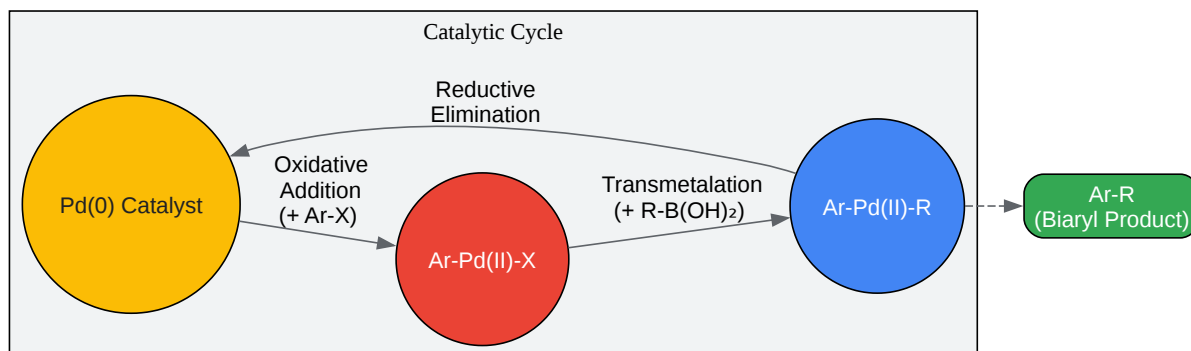 Catalytic Cycle
Reductive
Elimination
Oxidative
Addition
(+ Ar-X)
Transmetalation
(+ R-B(OH)₂)
Pd(0) Catalyst
Ar-Pd(II)-X
Ar-Pd(II)-R
Ar-R
(Biaryl Product)